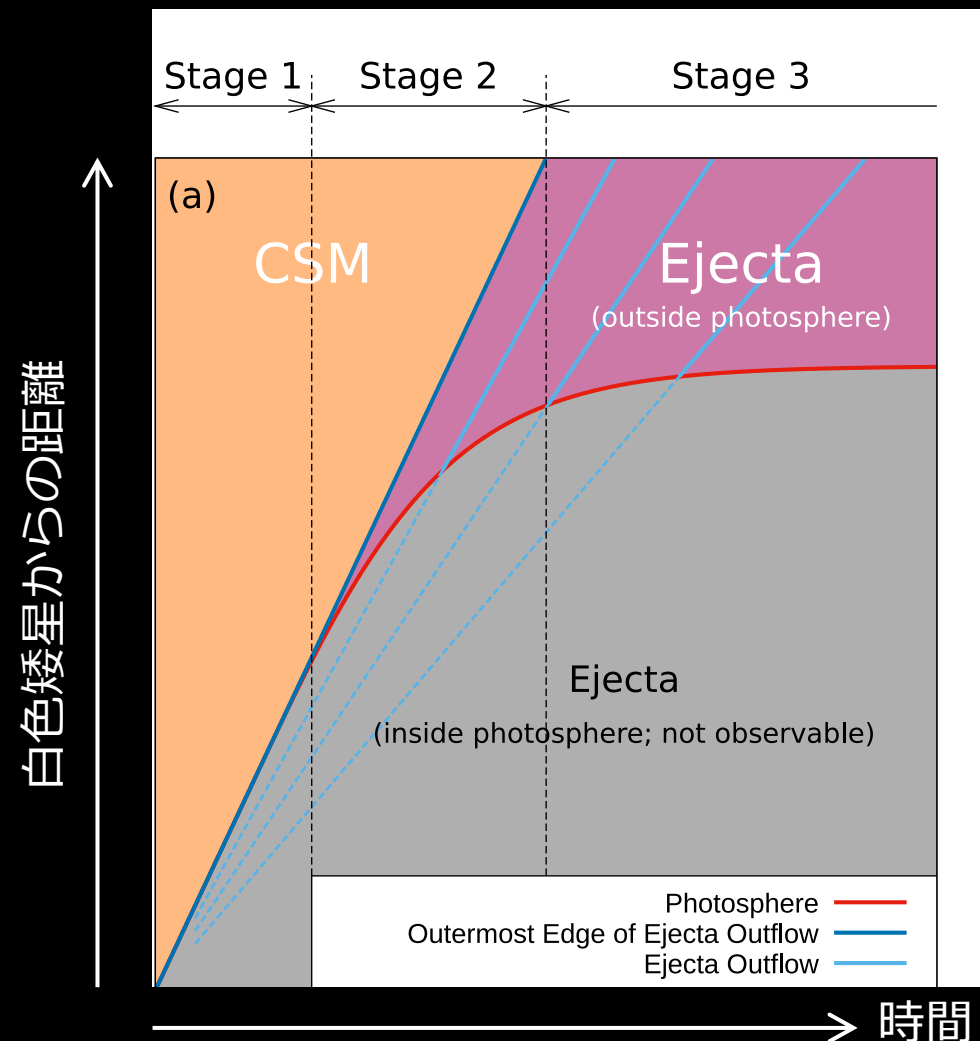 Stage 1
Stage 2
Stage 3
(a)
CSM
Ejecta
(outside photosphere)
白色矮星からの距離
Ejecta
(inside photosphere; not observable)
Photosphere
Outermost Edge of Ejecta Outflow
Ejecta Outflow
時間